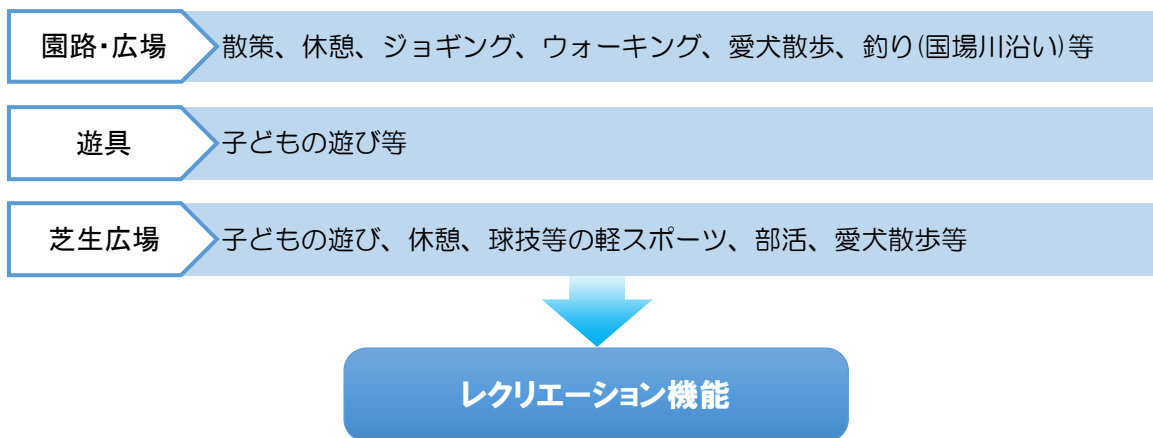 園路・広場 散策、休憩、ジョギング、ウォーキング、愛犬散歩、釣り(国場川沿い)等
遊具 子どもの遊び等
芝生広場 子どもの遊び、休憩、球技等の軽スポーツ、部活、愛犬散歩等
レクリエーション機能